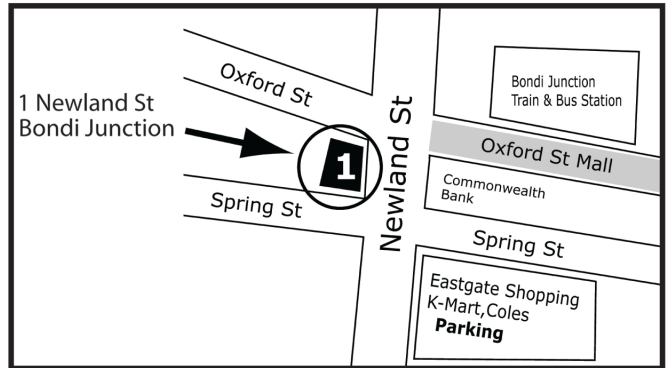 1 Newland St
Bondi Junction
Oxford St
1
Spring St
Newland St
Bondi Junction
Train & Bus Station
Oxford St Mall
Commonwealth
Bank
Spring St
Eastgate Shopping
K-Mart,Coles
Parking